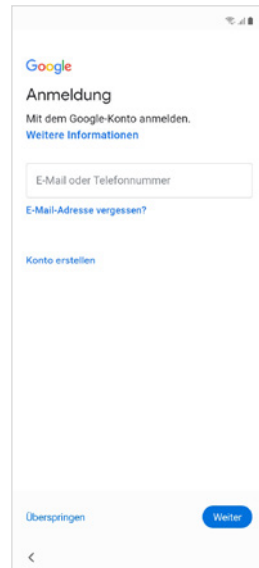 Google
Anmeldung
Mit dem Google-Konto anmelden.
Weitere Informationen
E-Mail oder Telefonnummer
E-Mail-Adresse vergessen?
Konto erstellen
Überspringen
Weiter